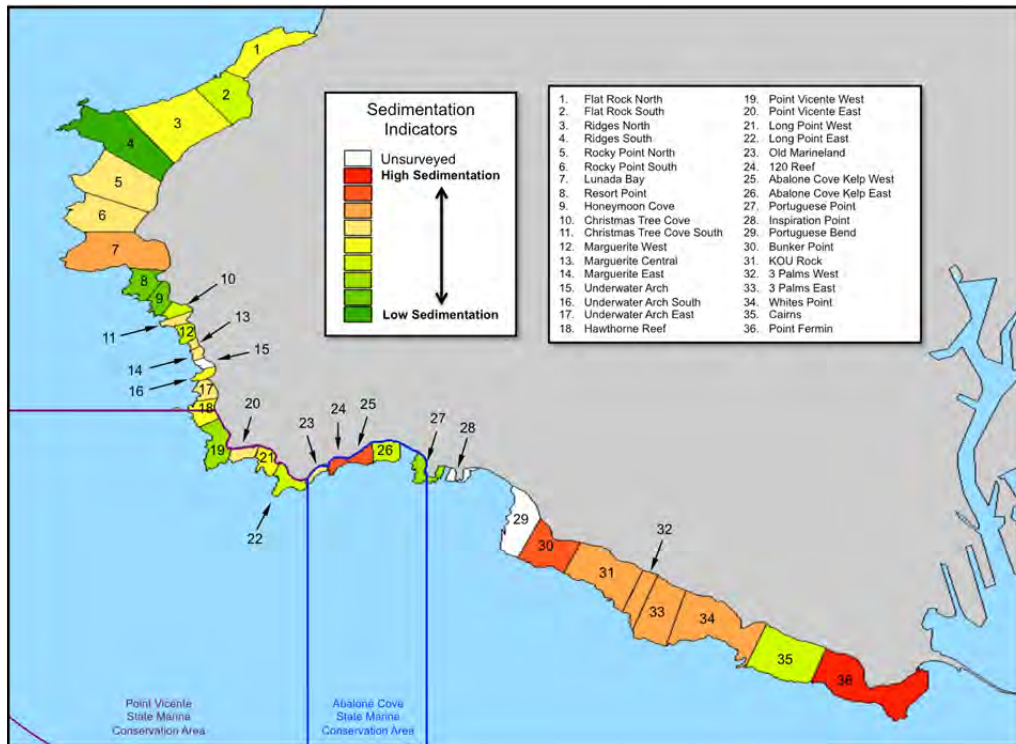 Sedimentation
Indicators
Unsurveyed
High Sedimentation
Low Sedimentation
1. Flat Rock North
2. Flat Rock South
3. Ridges North
4. Ridges South
5. Rocky Point North
6. Rocky Point South
7. Lunada Bay
8. Resort Point
9. Honeymoon Cove
10. Christmas Tree Cove
11. Christmas Tree Cove South
12. Marguerite West
13. Marguerite Central
14. Marguerite East
15. Underwater Arch
16. Underwater Arch South
17. Underwater Arch East
18. Hawthorne Reef
19. Point Vicente West
20. Point Vicente East
21. Long Point West
22. Long Point East
23. Old Marineland
24. 120 Reef
25. Abalone Cove Kelp West
26. Abalone Cove Kelp East
27. Portuguese Point
28. Inspiration Point
29. Portuguese Bend
30. Bunker Point
31. KOU Rock
32. 3 Palms West
33. 3 Palms East
34. Whites Point
35. Cairns
36. Point Fermin
1
2
3
4
5
6
7
8
9
10
11
12
13
14
15
16
17
18
19
20
21
22
23
24
25
26
27
28
29
30
31
32
33
34
35
36
Point Vicente
State Marine
Conservation Area
Abalone Cove
State Marine
Conservation Area